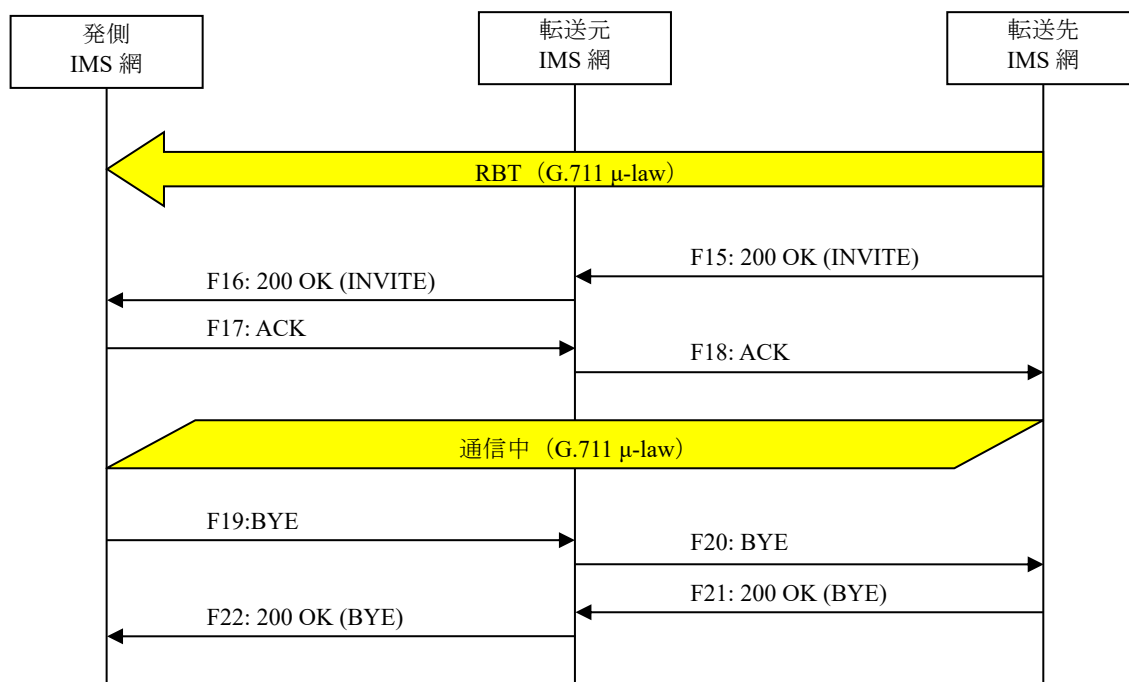 発側
IMS 網
転送元
IMS 網
転送先
IMS 網
RBT（G.711 μ-law）
F15: 200 OK (INVITE)
F16: 200 OK (INVITE)
F17: ACK
F18: ACK
通信中（G.711 μ-law）
F19:BYE
F20: BYE
F21: 200 OK (BYE)
F22: 200 OK (BYE)